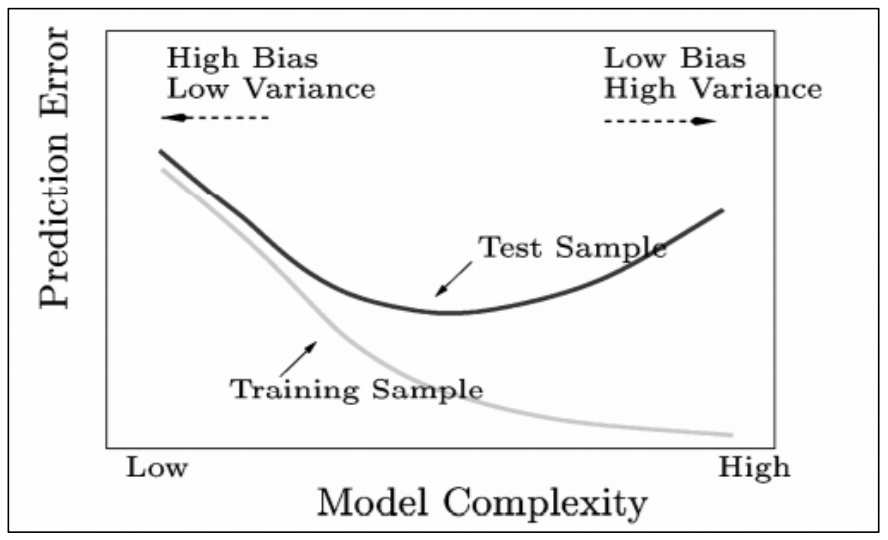 Prediction Error
High Bias
Low Variance
Low Bias
High Variance
Test Sample
Training Sample
Low
High
Model Complexity